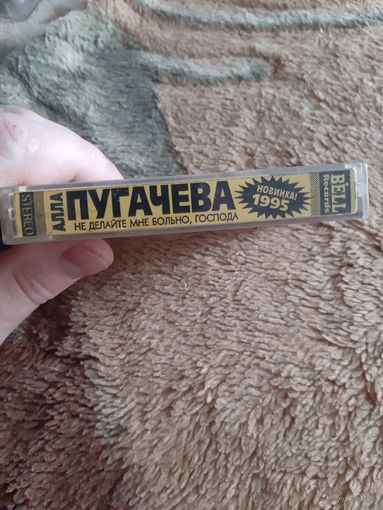 STEREO
АЛЛА
ПУГАЧЕВА
НЕ ДЕЛАЙТЕ МНЕ БОЛЬНО, ГОСПОДА
НОВИНКА!
1995
BELL
Records